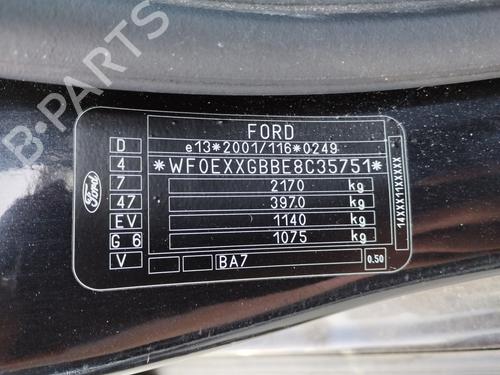 B-PARTS
FORD
D e13*2001/116*0249
4 *WF0EXXGBBE8C35751*
7 2170 kg
47 3970 kg
EV 1140 kg
G 6 1075 kg
V BA7 0.50
Ford
14XXX11XXXXX